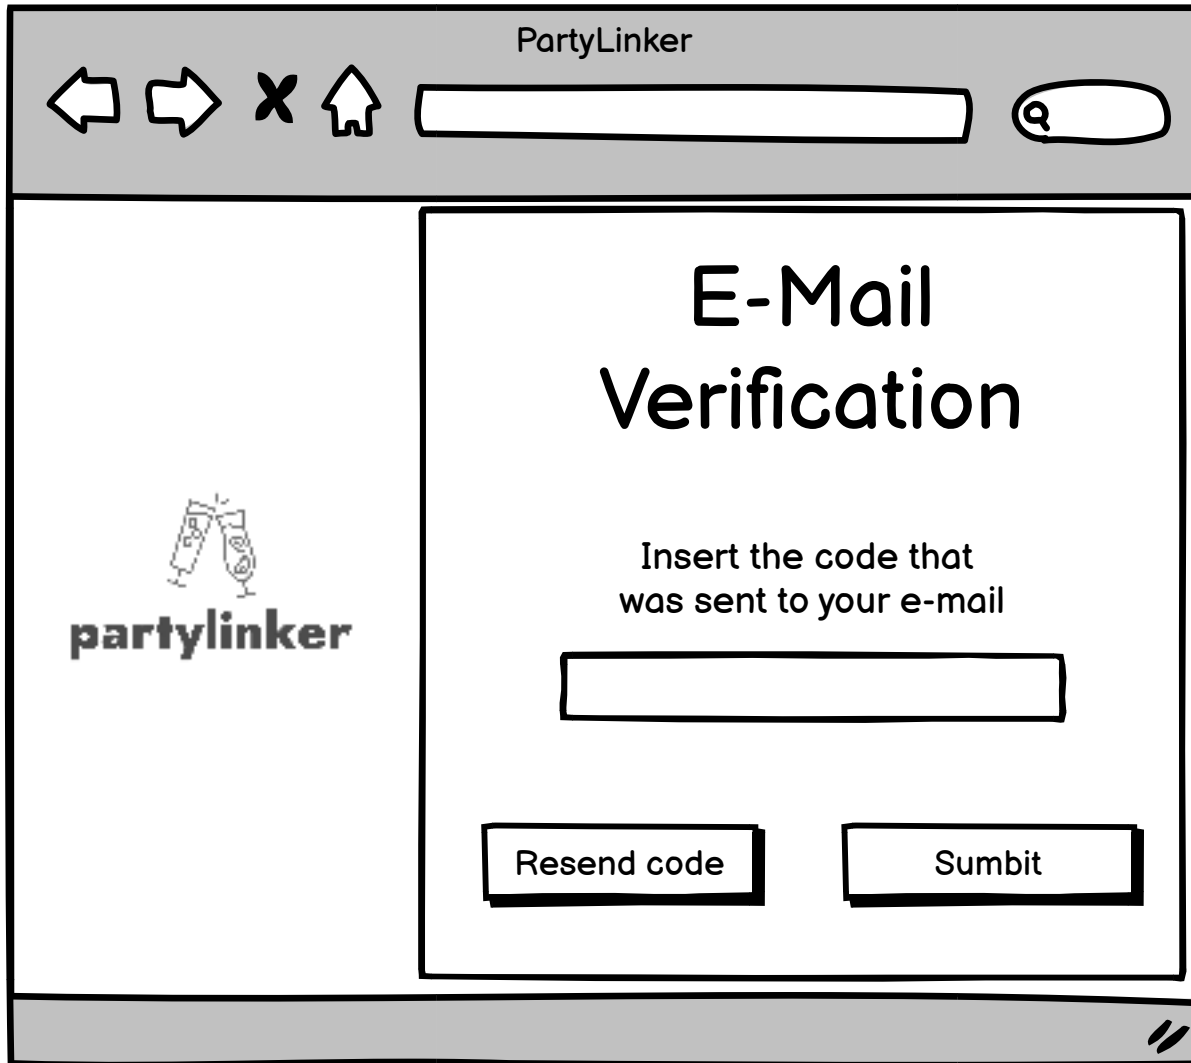 PartyLinker
E-Mail
Verification
Insert the code that
was sent to your e-mail
partylinker
Resend code
Sumbit